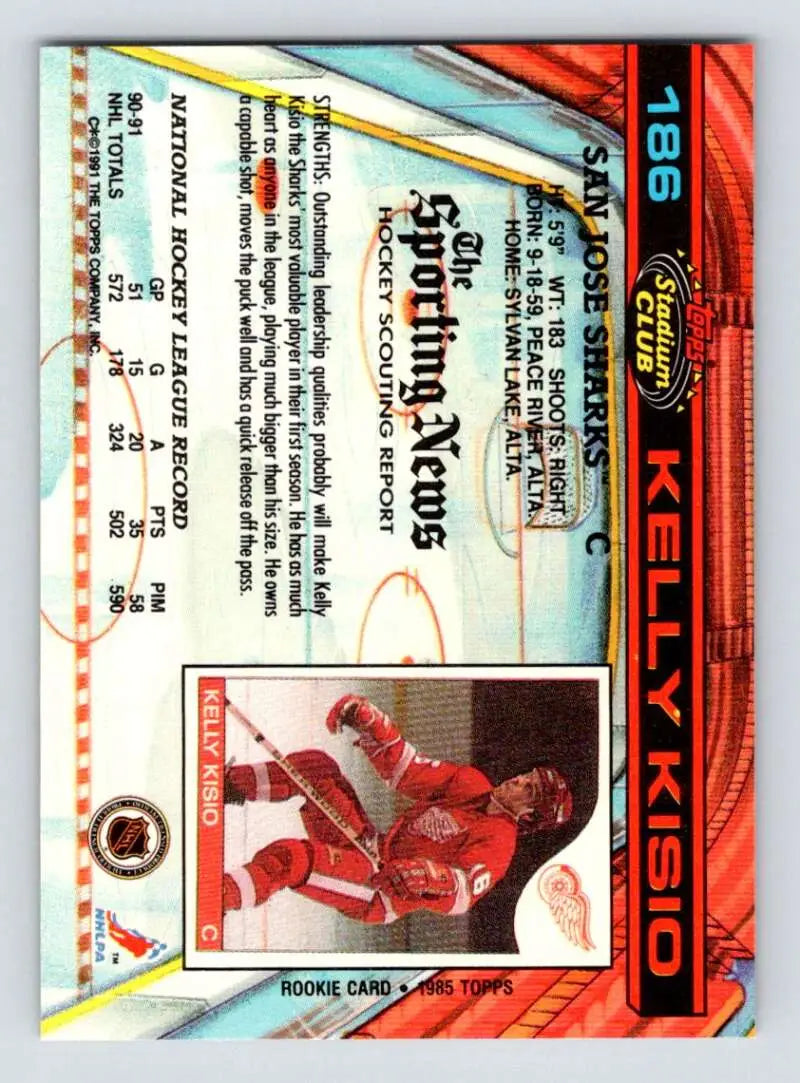 186
Topps
Stadium
CLUB
KELLY KISIO
SAN JOSE SHARKS™ C
HT: 5'9" WT: 183 SHOOTS: RIGHT
BORN: 9-18-59, PEACE RIVER, ALTA.
HOME: SYLVAN LAKE, ALTA.
The
Sporting News
HOCKEY SCOUTING REPORT
STRENGTHS: Outstanding leadership qualities probably will make Kelly
Kisio the Sharks' most valuable player in their first season. He has as much
heart as anyone in the league, playing much bigger than his size. He owns
a capable shot, moves the puck well and has a quick release off the pass.
NATIONAL HOCKEY LEAGUE RECORD
GP G A PTS PIM
90-91 51 15 20 35 58
NHL TOTALS 572 178 324 502 590
C*©1991 THE TOPPS COMPANY, INC.
KELLY KISIO C
ROOKIE CARD • 1985 TOPPS
NHL
NHLPA™